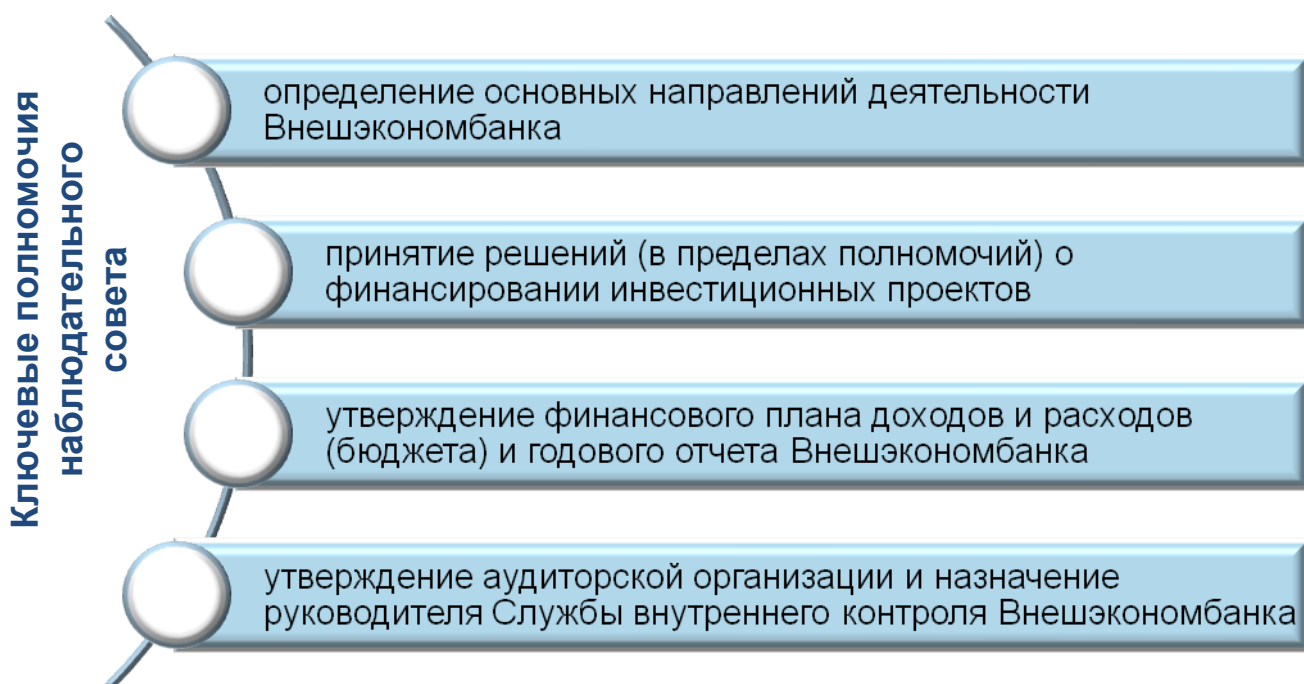 Ключевые полномочия
наблюдательного
совета
определение основных направлений деятельности
Внешэкономбанка
принятие решений (в пределах полномочий) о
финансировании инвестиционных проектов
утверждение финансового плана доходов и расходов
(бюджета) и годового отчета Внешэкономбанка
утверждение аудиторской организации и назначение
руководителя Службы внутреннего контроля Внешэкономбанка